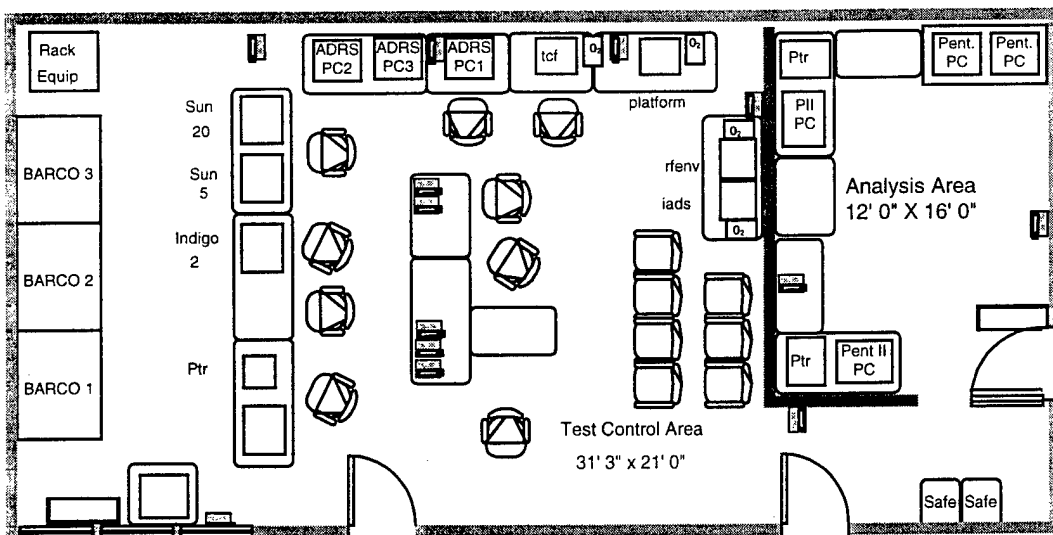 Rack
Equip
ADRS
PC2
ADRS
PC3
ADRS
PC1
tcf
O₂
O₂
platform
Ptr
Pent.
PC
Pent.
PC
PII
PC
Sun
20
Sun
5
BARCO 3
O₂
rfenv
iads
O₂
Analysis Area
12' 0" X 16' 0"
Indigo
2
BARCO 2
BARCO 1
Ptr
Ptr
Pent II
PC
Test Control Area
31' 3" x 21' 0"
Safe
Safe